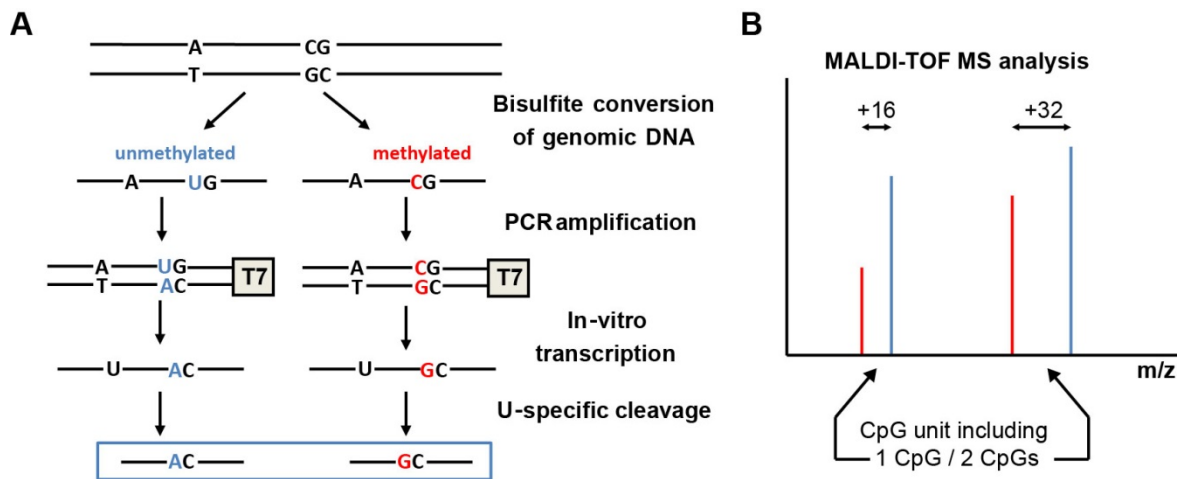 A
A CG
T GC
Bisulfite conversion
of genomic DNA
unmethylated
methylated
A UG
A CG
PCR amplification
A UG
T AC
T7
A CG
T GC
T7
In-vitro
transcription
U AC
U GC
U-specific cleavage
AC
GC
B
MALDI-TOF MS analysis
+16
+32
m/z
CpG unit including
1 CpG / 2 CpGs